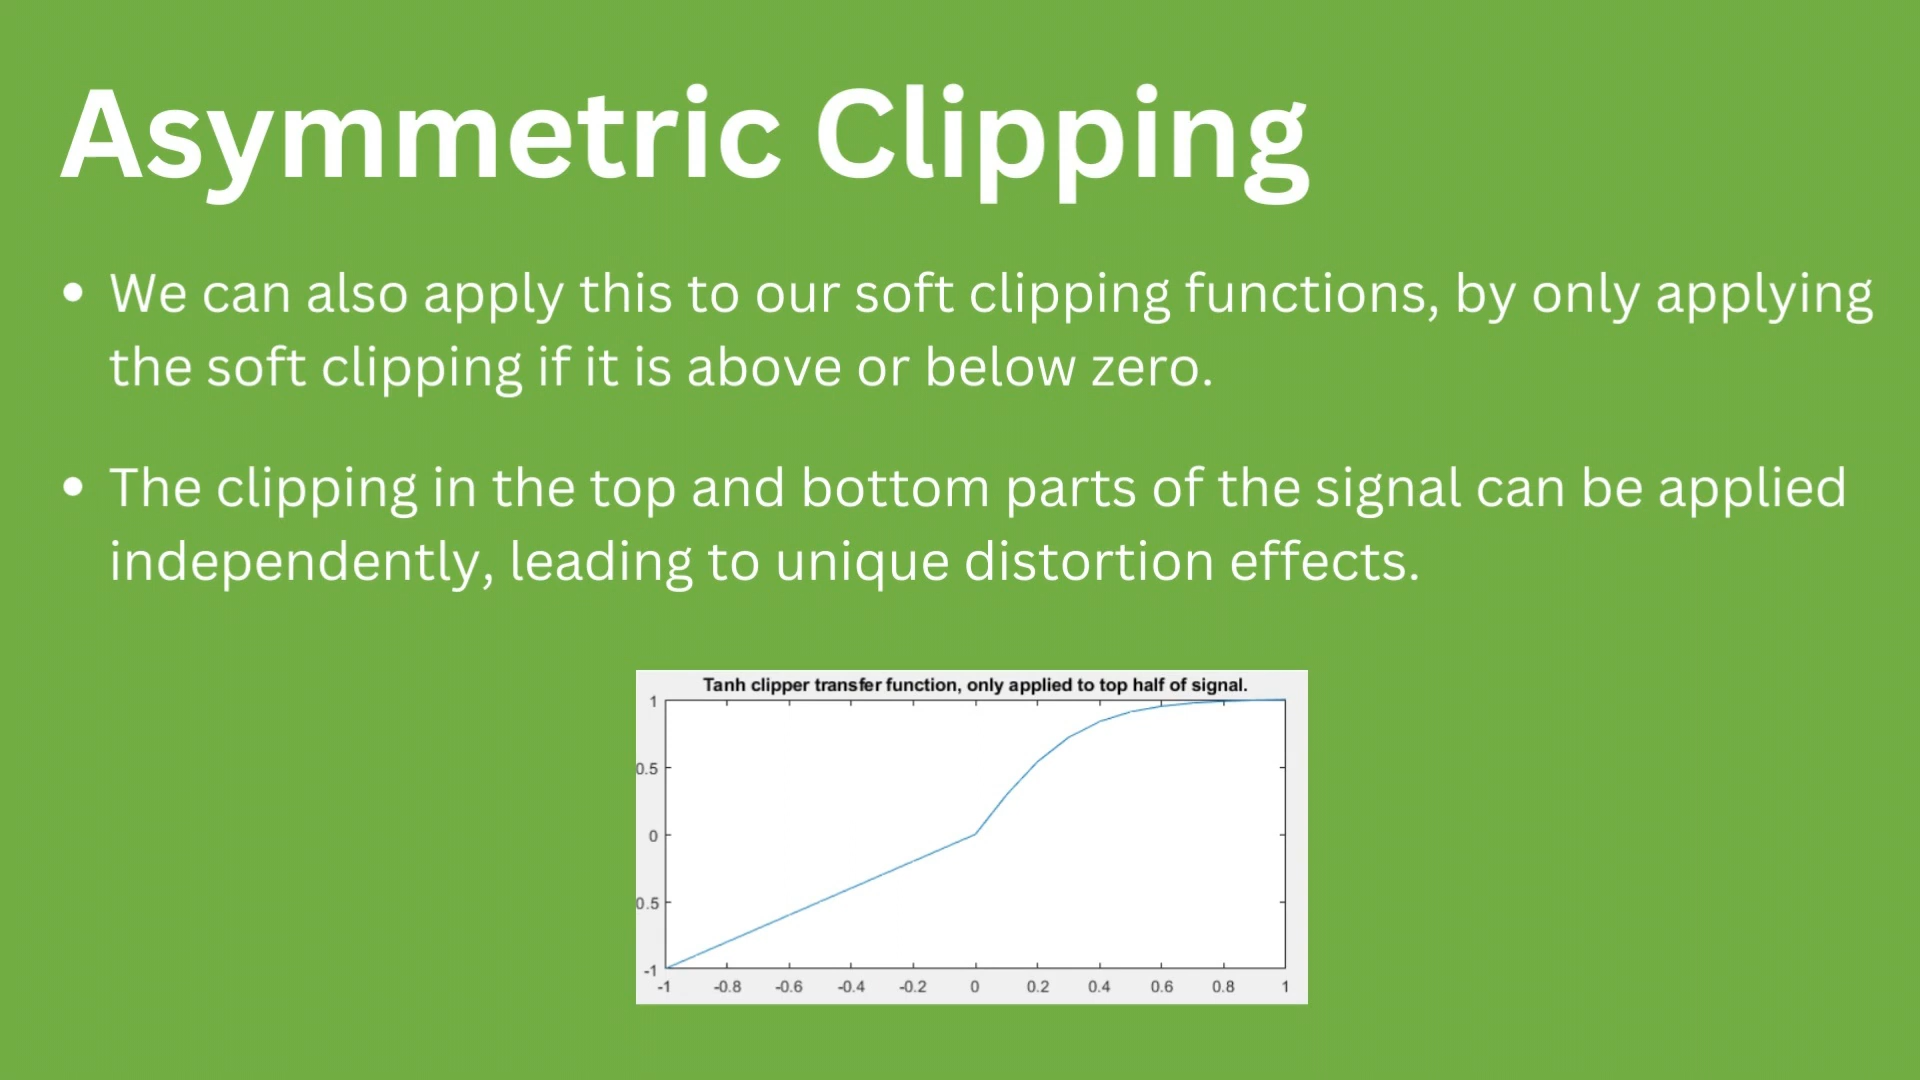 Asymmetric Clipping
• We can also apply this to our soft clipping functions, by only applying
the soft clipping if it is above or below zero.
• The clipping in the top and bottom parts of the signal can be applied
independently, leading to unique distortion effects.
Tanh clipper transfer function, only applied to top half of signal.
1
0.5
0
0.5
-1
-1 -0.8 -0.6 -0.4 -0.2 0 0.2 0.4 0.6 0.8 1